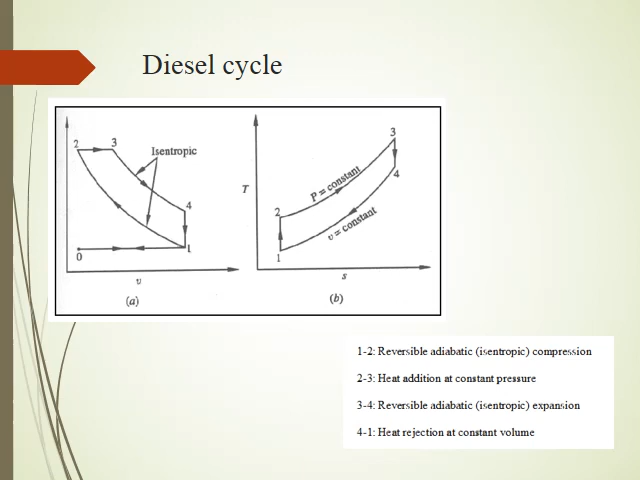 Diesel cycle
2
3
Isentropic
4
1
0
v
(a)
T
3
P = constant
4
2
v = constant
1
s
(b)
1-2: Reversible adiabatic (isentropic) compression
2-3: Heat addition at constant pressure
3-4: Reversible adiabatic (isentropic) expansion
4-1: Heat rejection at constant volume